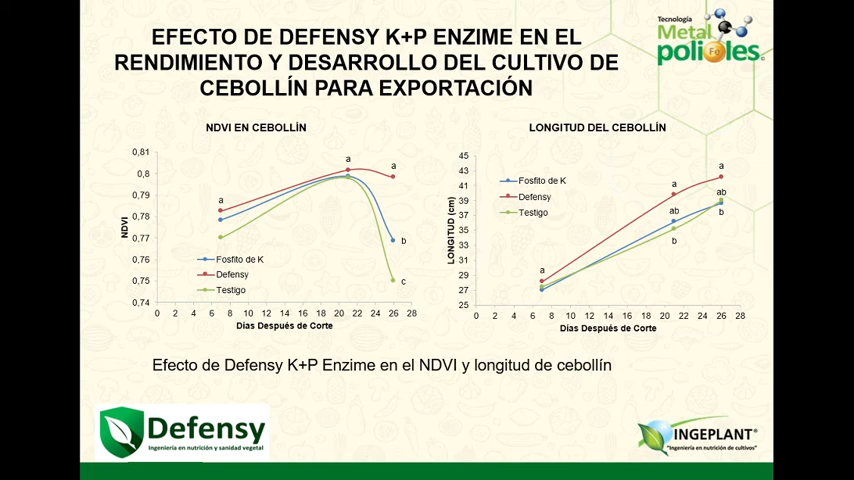 Tecnología
Metal
polioles
Fe
EFECTO DE DEFENSY K+P ENZIME EN EL
RENDIMIENTO Y DESARROLLO DEL CULTIVO DE
CEBOLLÍN PARA EXPORTACIÓN
NDVI EN CEBOLLÍN
0,81
0,8
0,79
0,78
0,77
0,76
0,75
0,74
NDVI
a
a
a
b
c
Fosfito de K
Defensy
Testigo
0 2 4 6 8 10 12 14 16 18 20 22 24 26 28
Días Después de Corte
LONGITUD DEL CEBOLLÍN
45
43
41
39
37
35
33
31
29
27
25
LONGITUD (cm)
Fosfito de K
Defensy
Testigo
a
a
ab
b
a
ab
b
0 2 4 6 8 10 12 14 16 18 20 22 24 26 28
Días Después de Corte
Efecto de Defensy K+P Enzime en el NDVI y longitud de cebollín
Defensy
Ingeniería en nutrición y sanidad vegetal
INGEPLANT®
"Ingeniería en nutrición de cultivos"